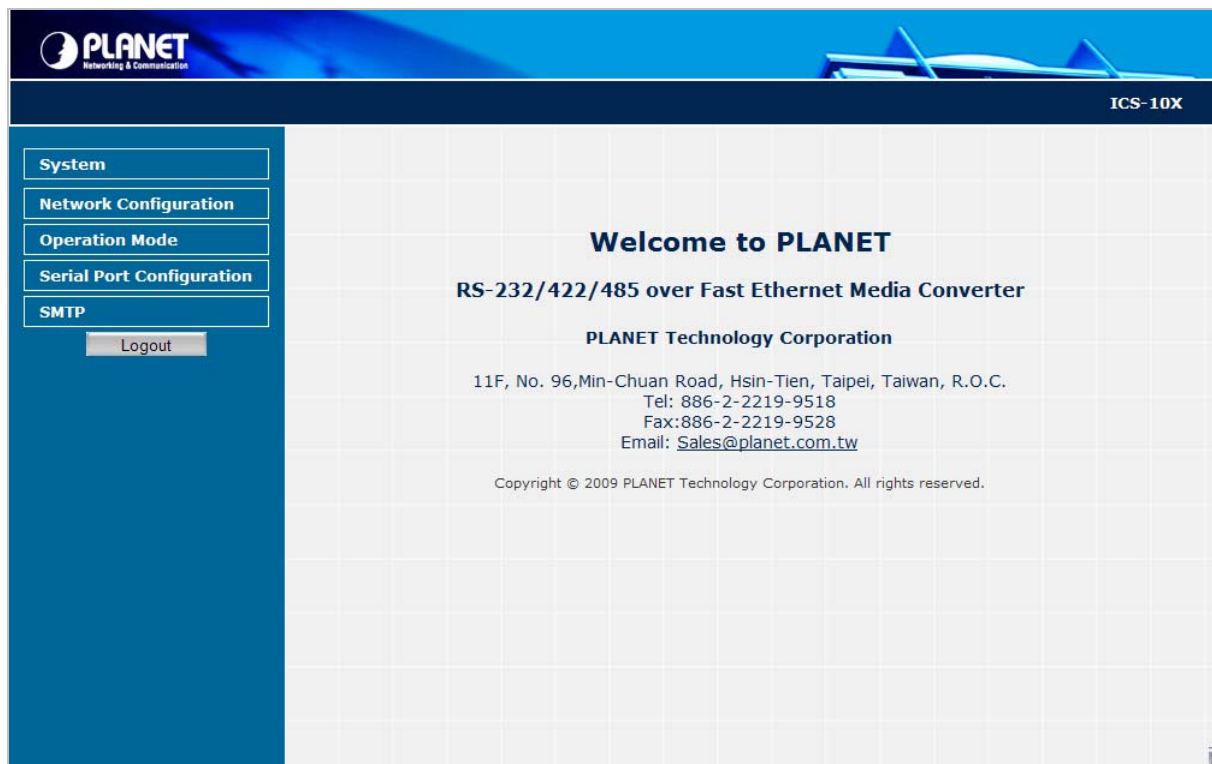 PLANET
Networking & Communication
ICS-10X
System
Network Configuration
Operation Mode
Serial Port Configuration
SMTP
Logout
Welcome to PLANET
RS-232/422/485 over Fast Ethernet Media Converter
PLANET Technology Corporation
11F, No. 96,Min-Chuan Road, Hsin-Tien, Taipei, Taiwan, R.O.C.
Tel: 886-2-2219-9518
Fax:886-2-2219-9528
Email: Sales@planet.com.tw
Copyright © 2009 PLANET Technology Corporation. All rights reserved.